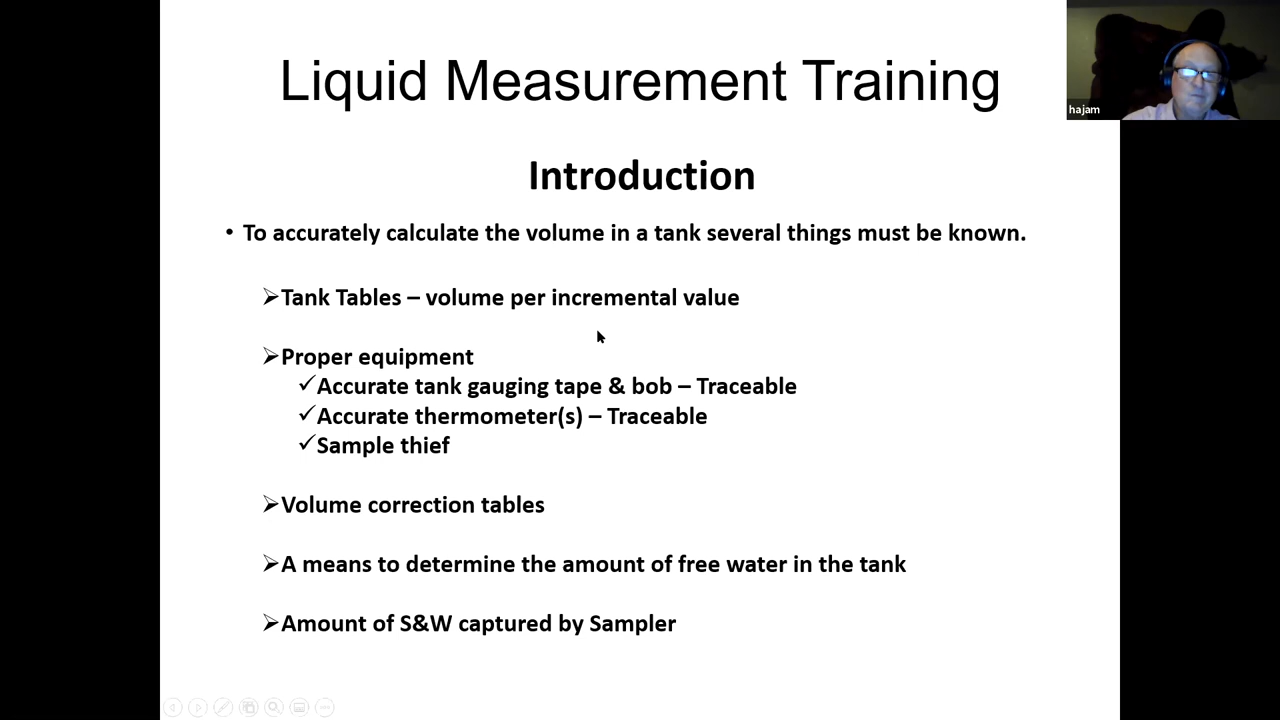 Liquid Measurement Training
hajam
Introduction
• To accurately calculate the volume in a tank several things must be known.
➢Tank Tables – volume per incremental value
➢Proper equipment
✓Accurate tank gauging tape & bob – Traceable
✓Accurate thermometer(s) – Traceable
✓Sample thief
➢Volume correction tables
➢A means to determine the amount of free water in the tank
➢Amount of S&W captured by Sampler